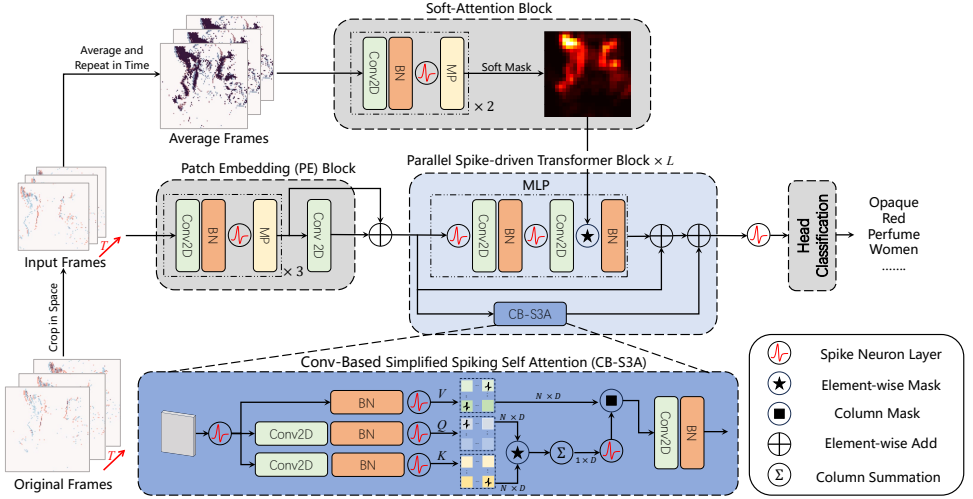 Soft-Attention Block
Average and
Repeat in Time
Conv2D
BN
MP
× 2
Soft Mask
Average Frames
Patch Embedding (PE) Block
Parallel Spike-driven Transformer Block × L
MLP
Conv2D
BN
MP
× 3
Conv 2D
Conv2D
BN
Conv2D
BN
Head
Classification
Opaque
Red
Perfume
Women
.......
T
Input Frames
CB-S3A
Crop in Space
Conv-Based Simplified Spiking Self Attention (CB-S3A)
V
BN
N × D
Q
Conv2D
BN
N × D
K
Conv2D
BN
N × D
Σ
1 × D
Conv2D
BN
T
Original Frames
Spike Neuron Layer
Element-wise Mask
Column Mask
Element-wise Add
Σ
Column Summation